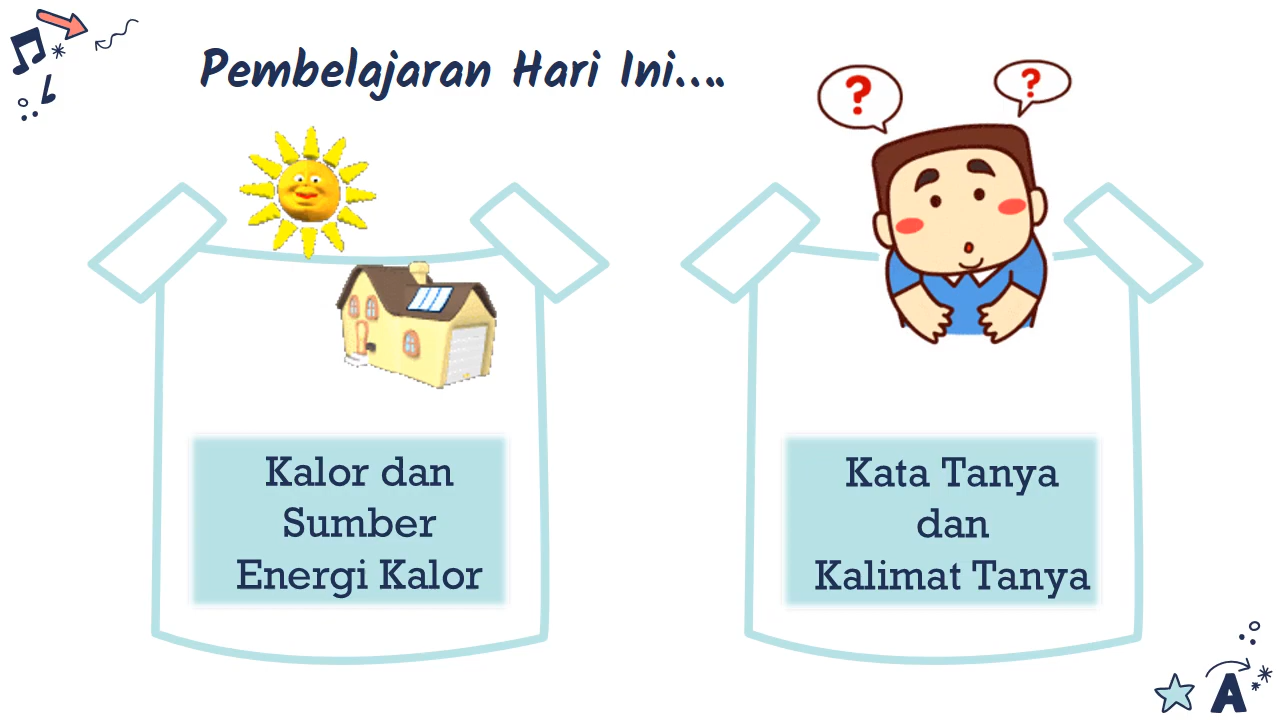 Pembelajaran Hari Ini....
?
?
Kalor dan
Sumber
Energi Kalor
Kata Tanya
dan
Kalimat Tanya
A